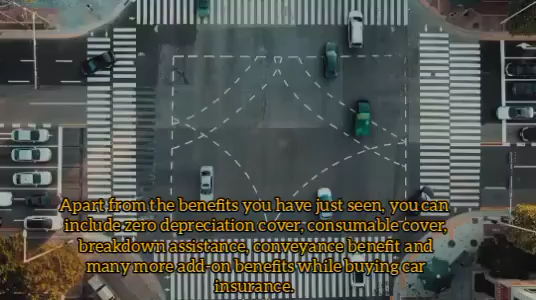 Apart from the benefits you have just seen, you can
include zero depreciation cover, consumable cover,
breakdown assistance, conveyance benefit and
many more add-on benefits while buying car
insurance.